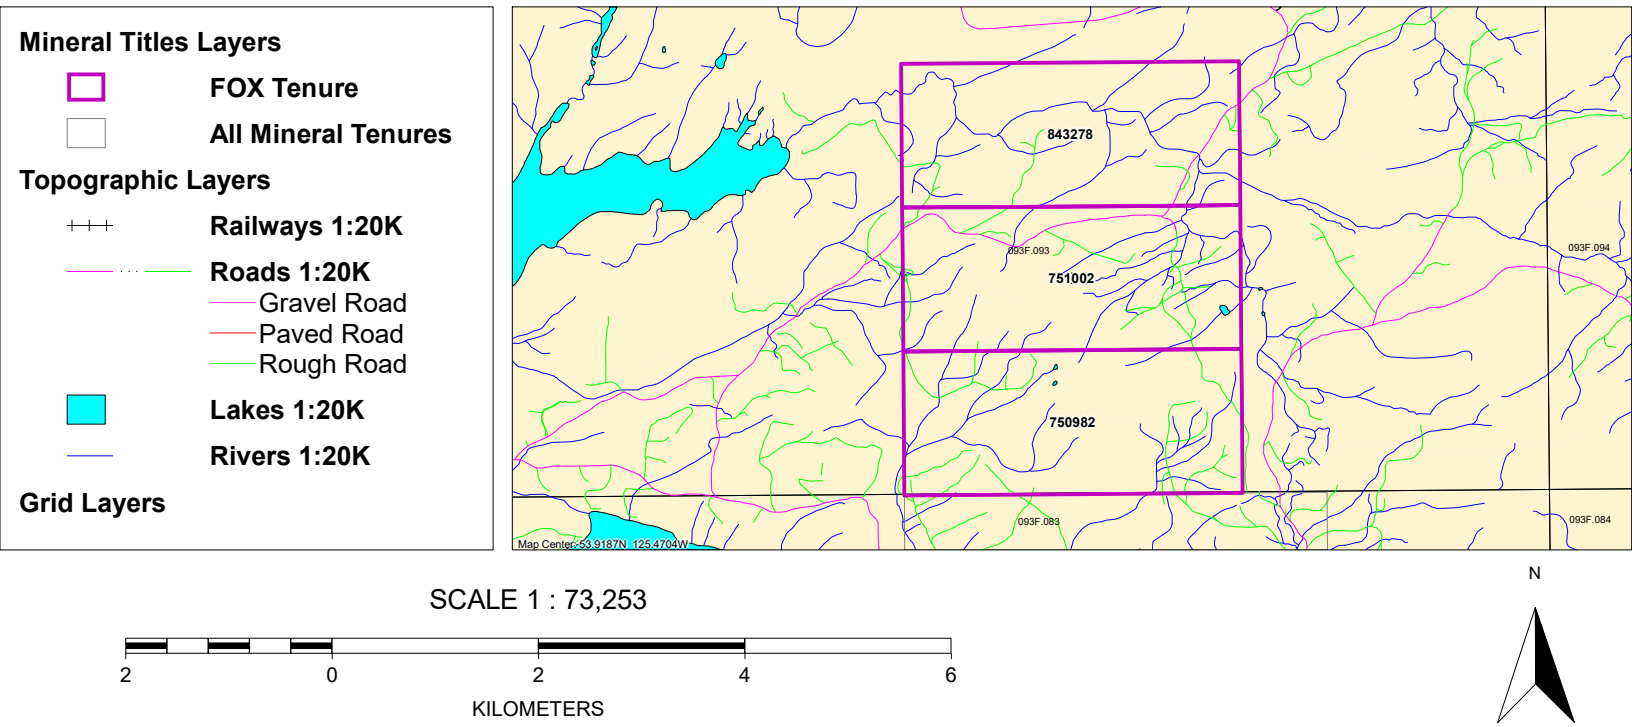 Mineral Titles Layers
FOX Tenure
All Mineral Tenures
Topographic Layers
Railways 1:20K
Roads 1:20K
Gravel Road
Paved Road
Rough Road
Lakes 1:20K
Rivers 1:20K
Grid Layers
843278
093F.093
093F.094
751002
750982
093F.083
093F.084
Map Center: 53.9187N 125.4704W
SCALE 1 : 73,253
2 0 2 4 6
KILOMETERS
N